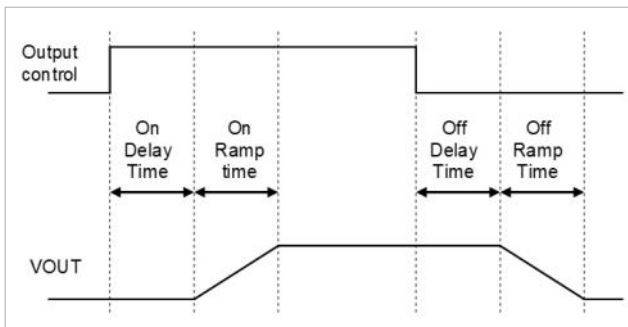 Output
control
On
Delay
Time
On
Ramp
time
Off
Delay
Time
Off
Ramp
Time
VOUT